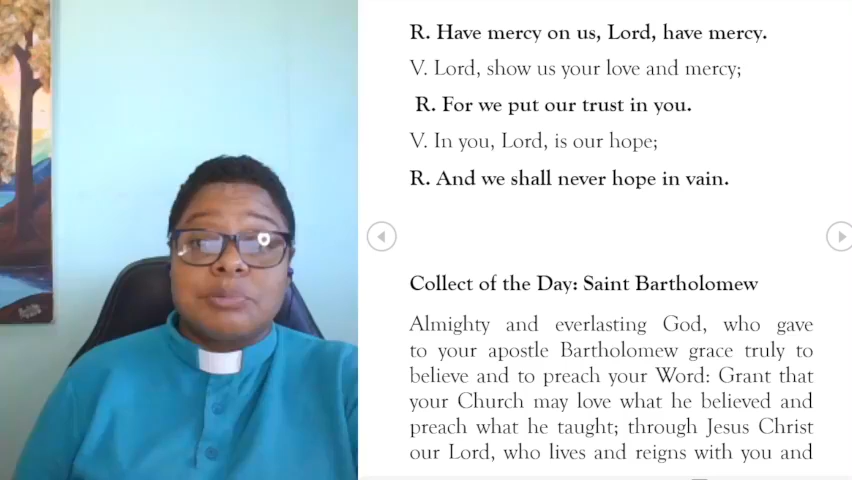 R. Have mercy on us, Lord, have mercy.
V. Lord, show us your love and mercy;
R. For we put our trust in you.
V. In you, Lord, is our hope;
R. And we shall never hope in vain.
Collect of the Day: Saint Bartholomew
Almighty and everlasting God, who gave
to your apostle Bartholomew grace truly to
believe and to preach your Word: Grant that
your Church may love what he believed and
preach what he taught; through Jesus Christ
our Lord, who lives and reigns with you and